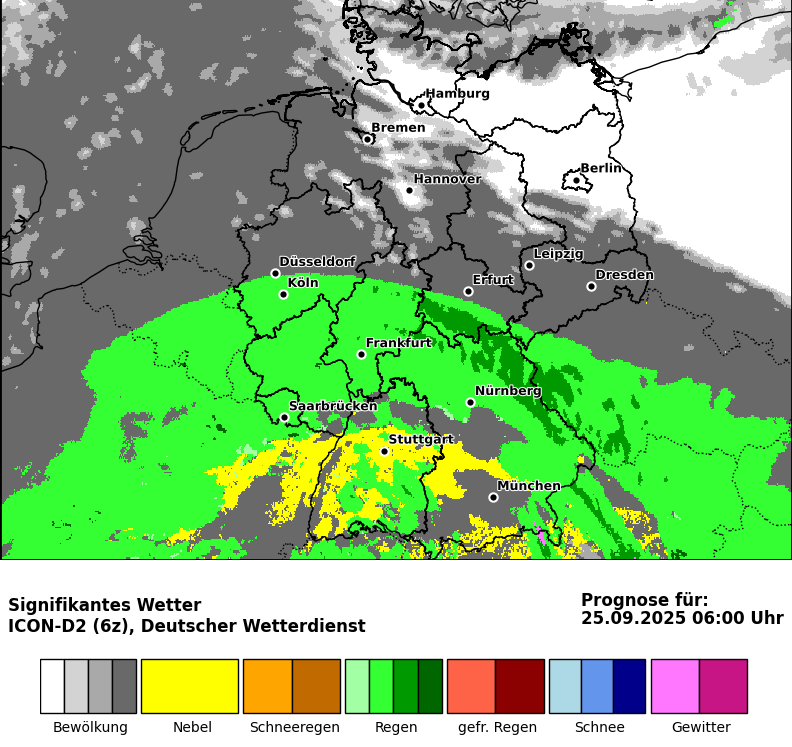 Hamburg
Bremen
Berlin
Hannover
Leipzig
Düsseldorf
Dresden
Köln
Erfurt
Frankfurt
Nürnberg
Saarbrücken
Stuttgart
München
Signifikantes Wetter
ICON-D2 (6z), Deutscher Wetterdienst
Prognose für:
25.09.2025 06:00 Uhr
Bewölkung
Nebel
Schneeregen
Regen
gefr. Regen
Schnee
Gewitter